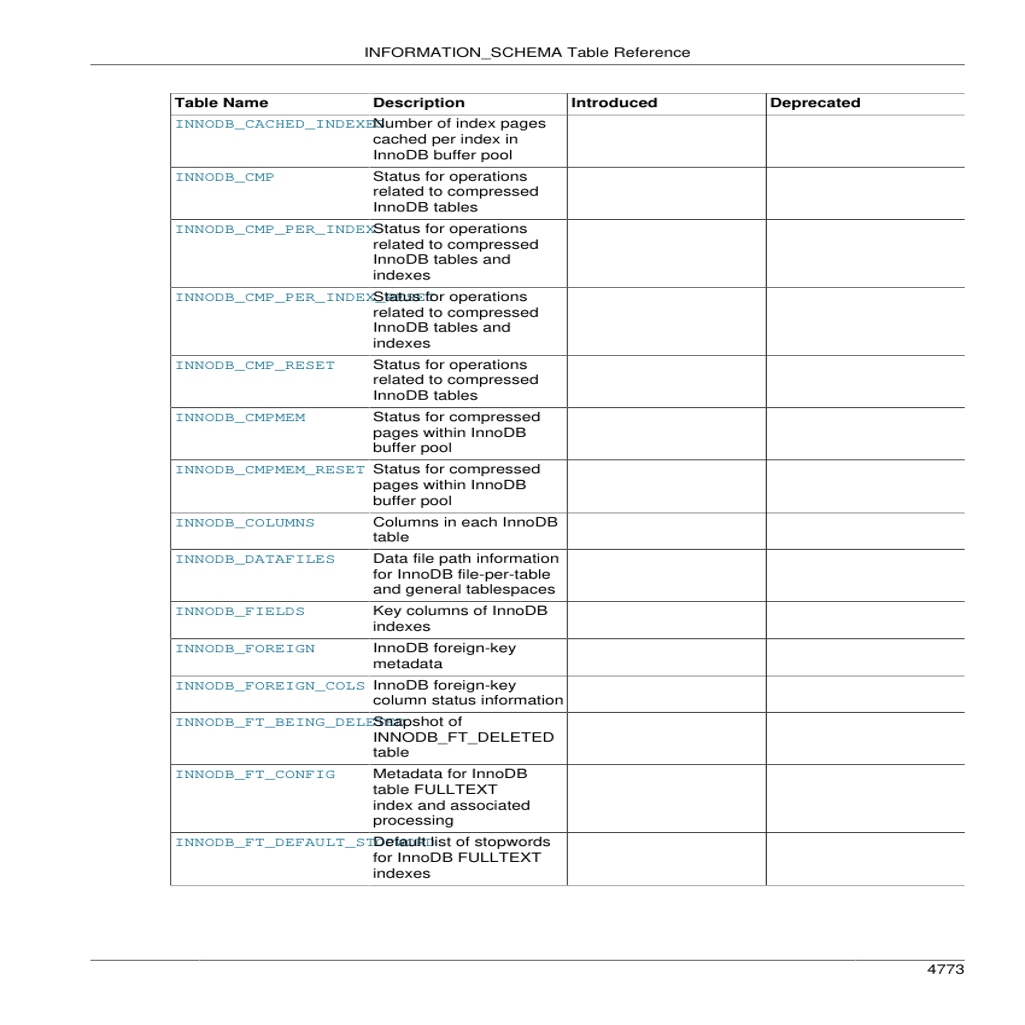 INFORMATION_SCHEMA Table Reference
Table Name Description Introduced Deprecated
INNODB_CACHED_INDEXES Number of index pages
cached per index in
InnoDB buffer pool
INNODB_CMP Status for operations
related to compressed
InnoDB tables
INNODB_CMP_PER_INDEX Status for operations
related to compressed
InnoDB tables and
indexes
INNODB_CMP_PER_INDEX_RESET Status for operations
related to compressed
InnoDB tables and
indexes
INNODB_CMP_RESET Status for operations
related to compressed
InnoDB tables
INNODB_CMPMEM Status for compressed
pages within InnoDB
buffer pool
INNODB_CMPMEM_RESET Status for compressed
pages within InnoDB
buffer pool
INNODB_COLUMNS Columns in each InnoDB
table
INNODB_DATAFILES Data file path information
for InnoDB file-per-table
and general tablespaces
INNODB_FIELDS Key columns of InnoDB
indexes
INNODB_FOREIGN InnoDB foreign-key
metadata
INNODB_FOREIGN_COLS InnoDB foreign-key
column status information
INNODB_FT_BEING_DELETED Snapshot of
INNODB_FT_DELETED
table
INNODB_FT_CONFIG Metadata for InnoDB
table FULLTEXT
index and associated
processing
INNODB_FT_DEFAULT_STOPWORD Default list of stopwords
for InnoDB FULLTEXT
indexes
4773